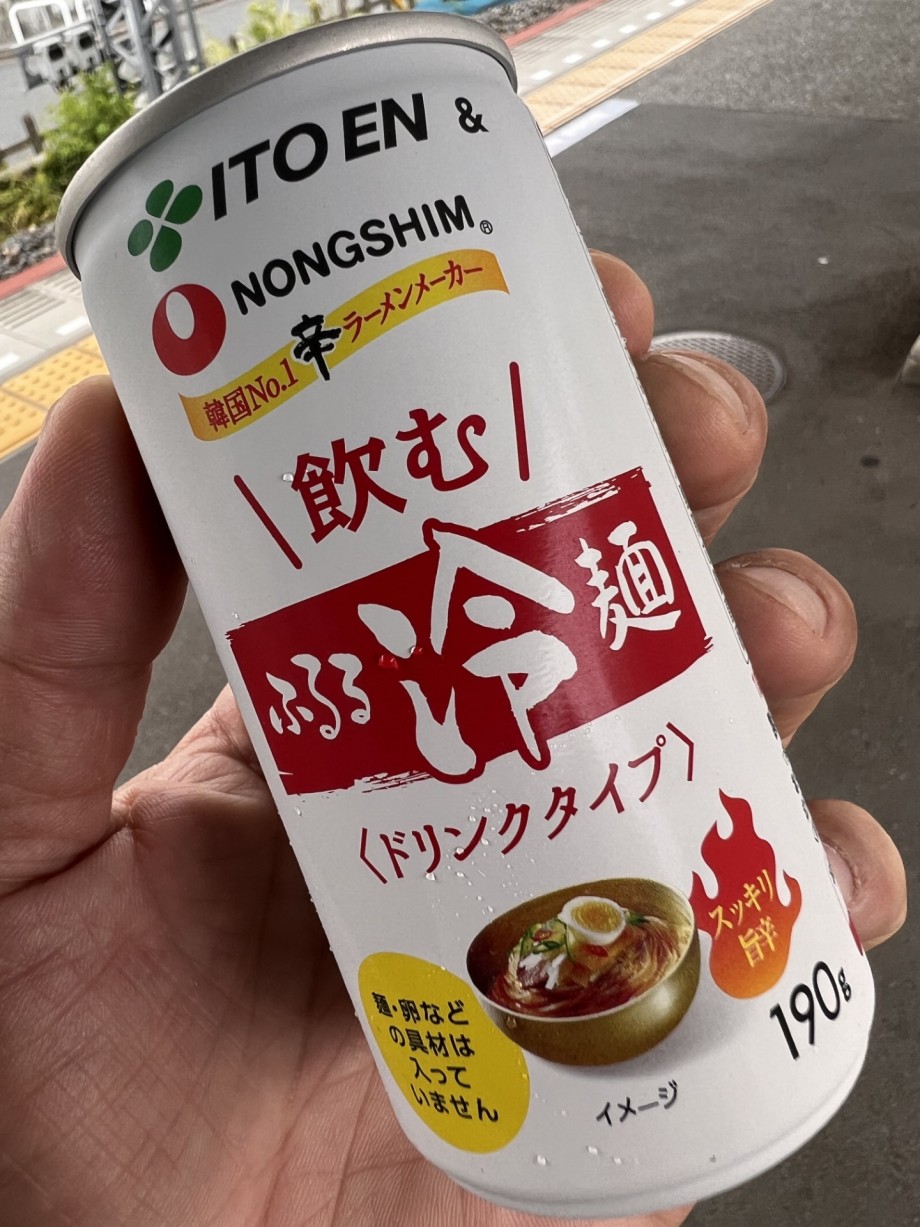 ITO EN &
NONGSHIM®
韓国No.1 辛ラーメンメーカー
\飲む/
ふるる冷麺
〈ドリンクタイプ〉
スッキリ
旨辛
麺・卵など
の具材は
入って
いません
イメージ
190g